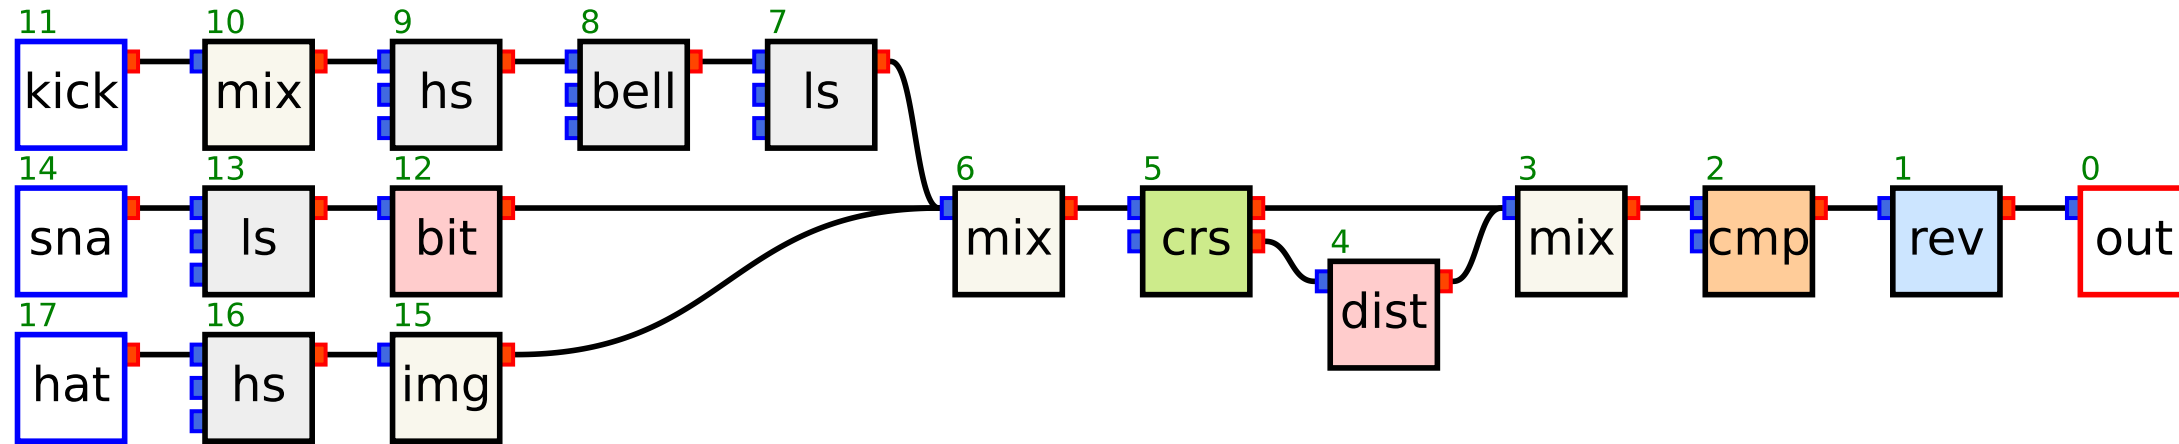 11 10 9 8 7
kick mix hs bell ls
14 13 12 6 5 3 2 1 0
sna ls bit mix crs mix cmp rev out
4
dist
17 16 15
hat hs img